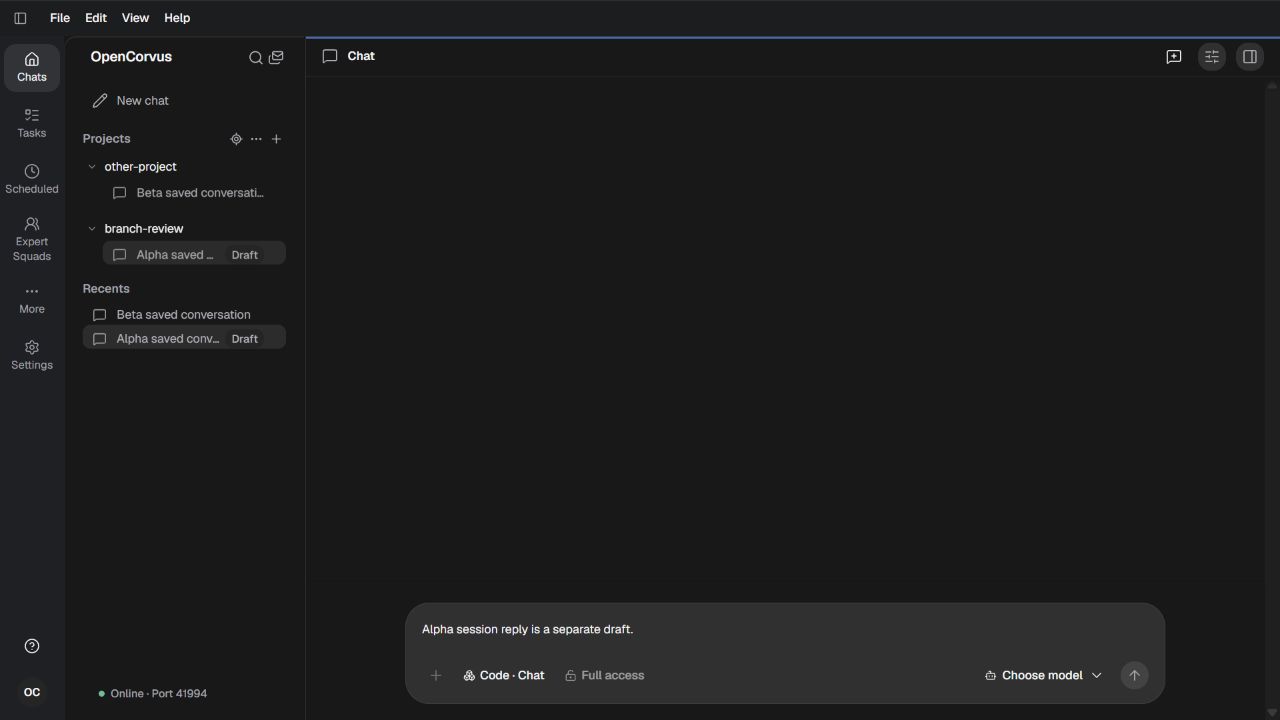 File Edit View Help
OpenCorvus
Chat
Chats
New chat
Tasks
Projects
other-project
Beta saved conversati...
Scheduled
branch-review
Expert
Squads
Alpha saved ... Draft
Recents
More
Beta saved conversation
Alpha saved conv... Draft
Settings
Alpha session reply is a separate draft.
Code · Chat Full access Choose model
OC
Online · Port 41994